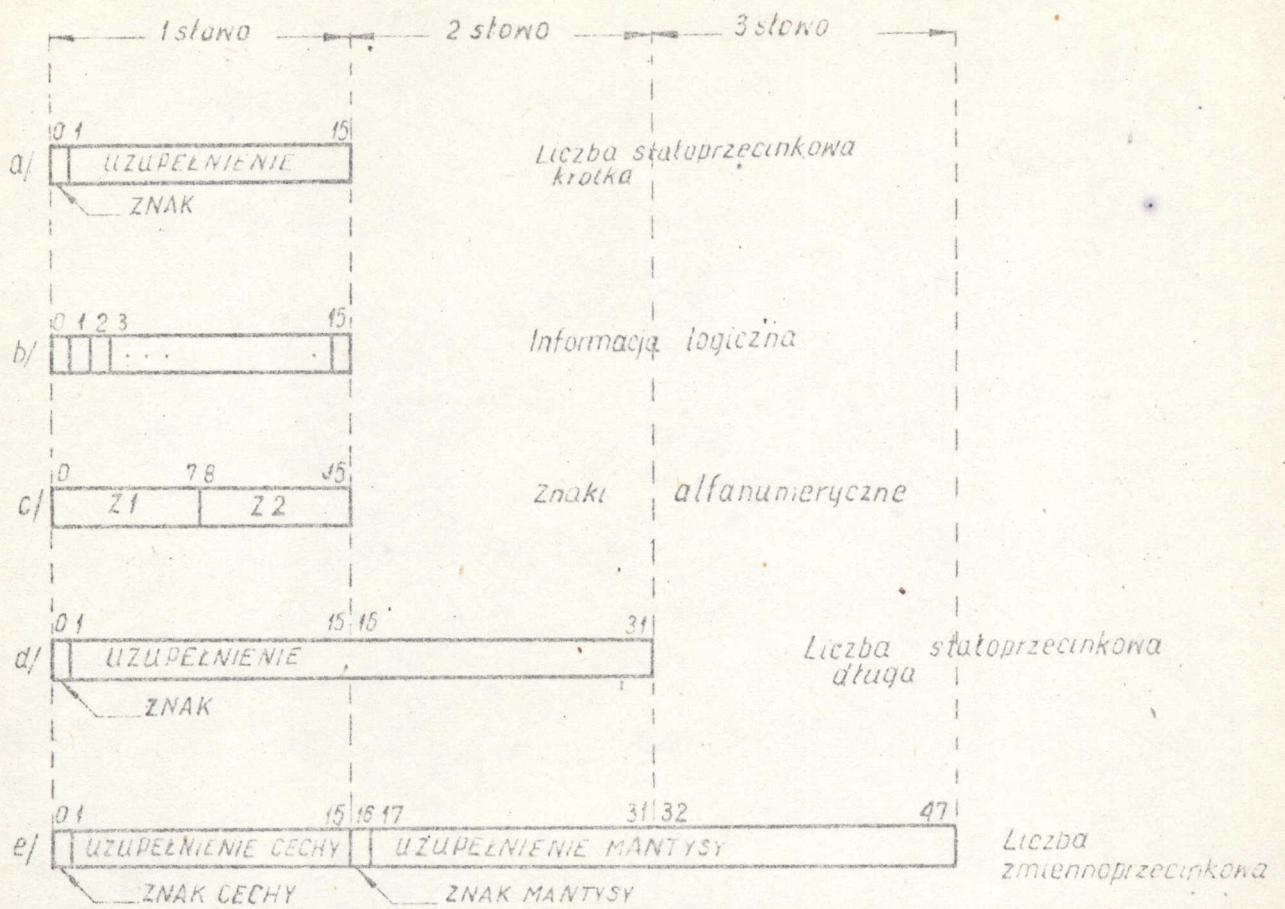 1 słowo 2 słowo 3 słowo
0 1 15
a/ UZUPEŁNIENIE Liczba stałoprzecinkowa
krotka
ZNAK
0 1 2 3 15
b/ . . . . Informacja logiczna
0 7 8 15
c/ Z1 Z2 Znaki alfanumeryczne
0 1 15 16 31
d/ UZUPEŁNIENIE Liczba stałoprzecinkowa
długa
ZNAK
0 1 15 16 17 31 32 47
e/ UZUPEŁNIENIE CECHY UZUPEŁNIENIE MANTYSY Liczba
zmiennoprzecinkowa
ZNAK CECHY ZNAK MANTYSY